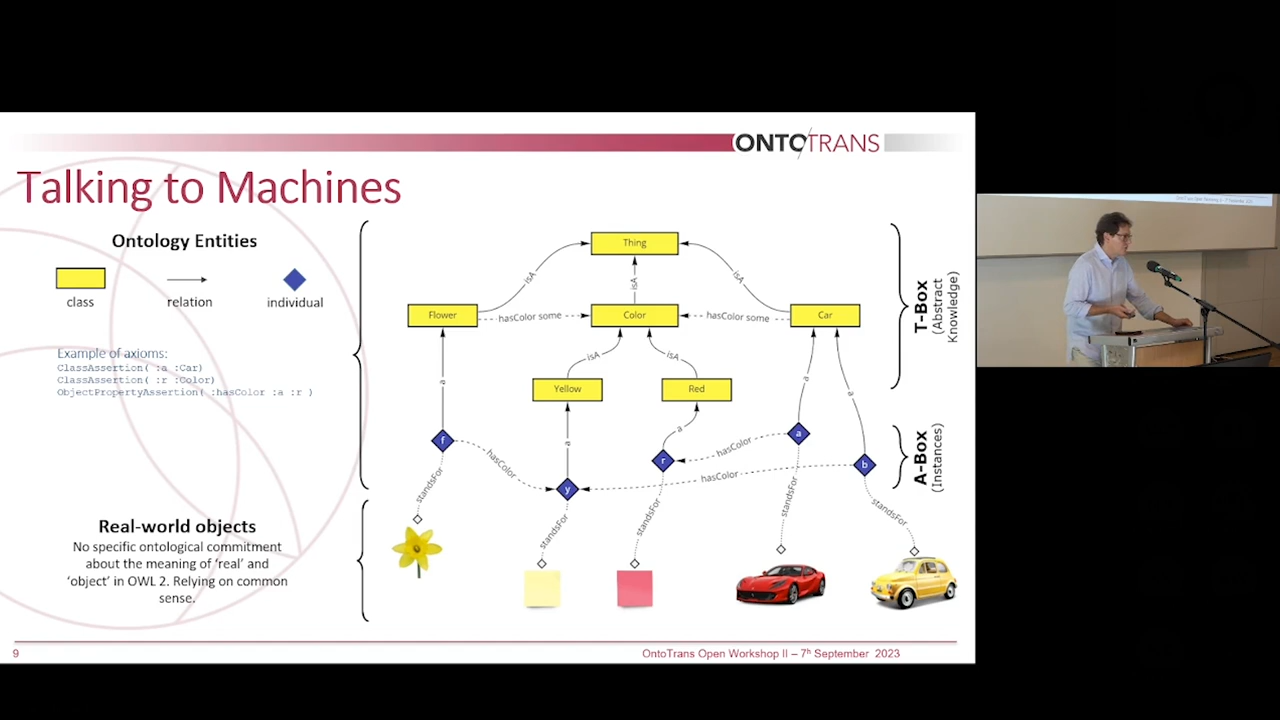 ONTOTRANS
Talking to Machines
Ontology Entities
class
relation
individual
Example of axioms:
ClassAssertion( :a :Car)
ClassAssertion( :r :Color)
ObjectPropertyAssertion( :hasColor :a :r )
Real-world objects
No specific ontological commitment
about the meaning of ‘real’ and
‘object’ in OWL 2. Relying on common
sense.
Thing
isA
isA
isA
Flower
hasColor some
Color
hasColor some
Car
isA
isA
Yellow
Red
a
a
a
a
a
f
y
r
a
b
hasColor
hasColor
hasColor
standsFor
standsFor
standsFor
standsFor
standsFor
T-Box
(Abstract
Knowledge)
A-Box
(Instances)
9
OntoTrans Open Workshop II – 7th September 2023